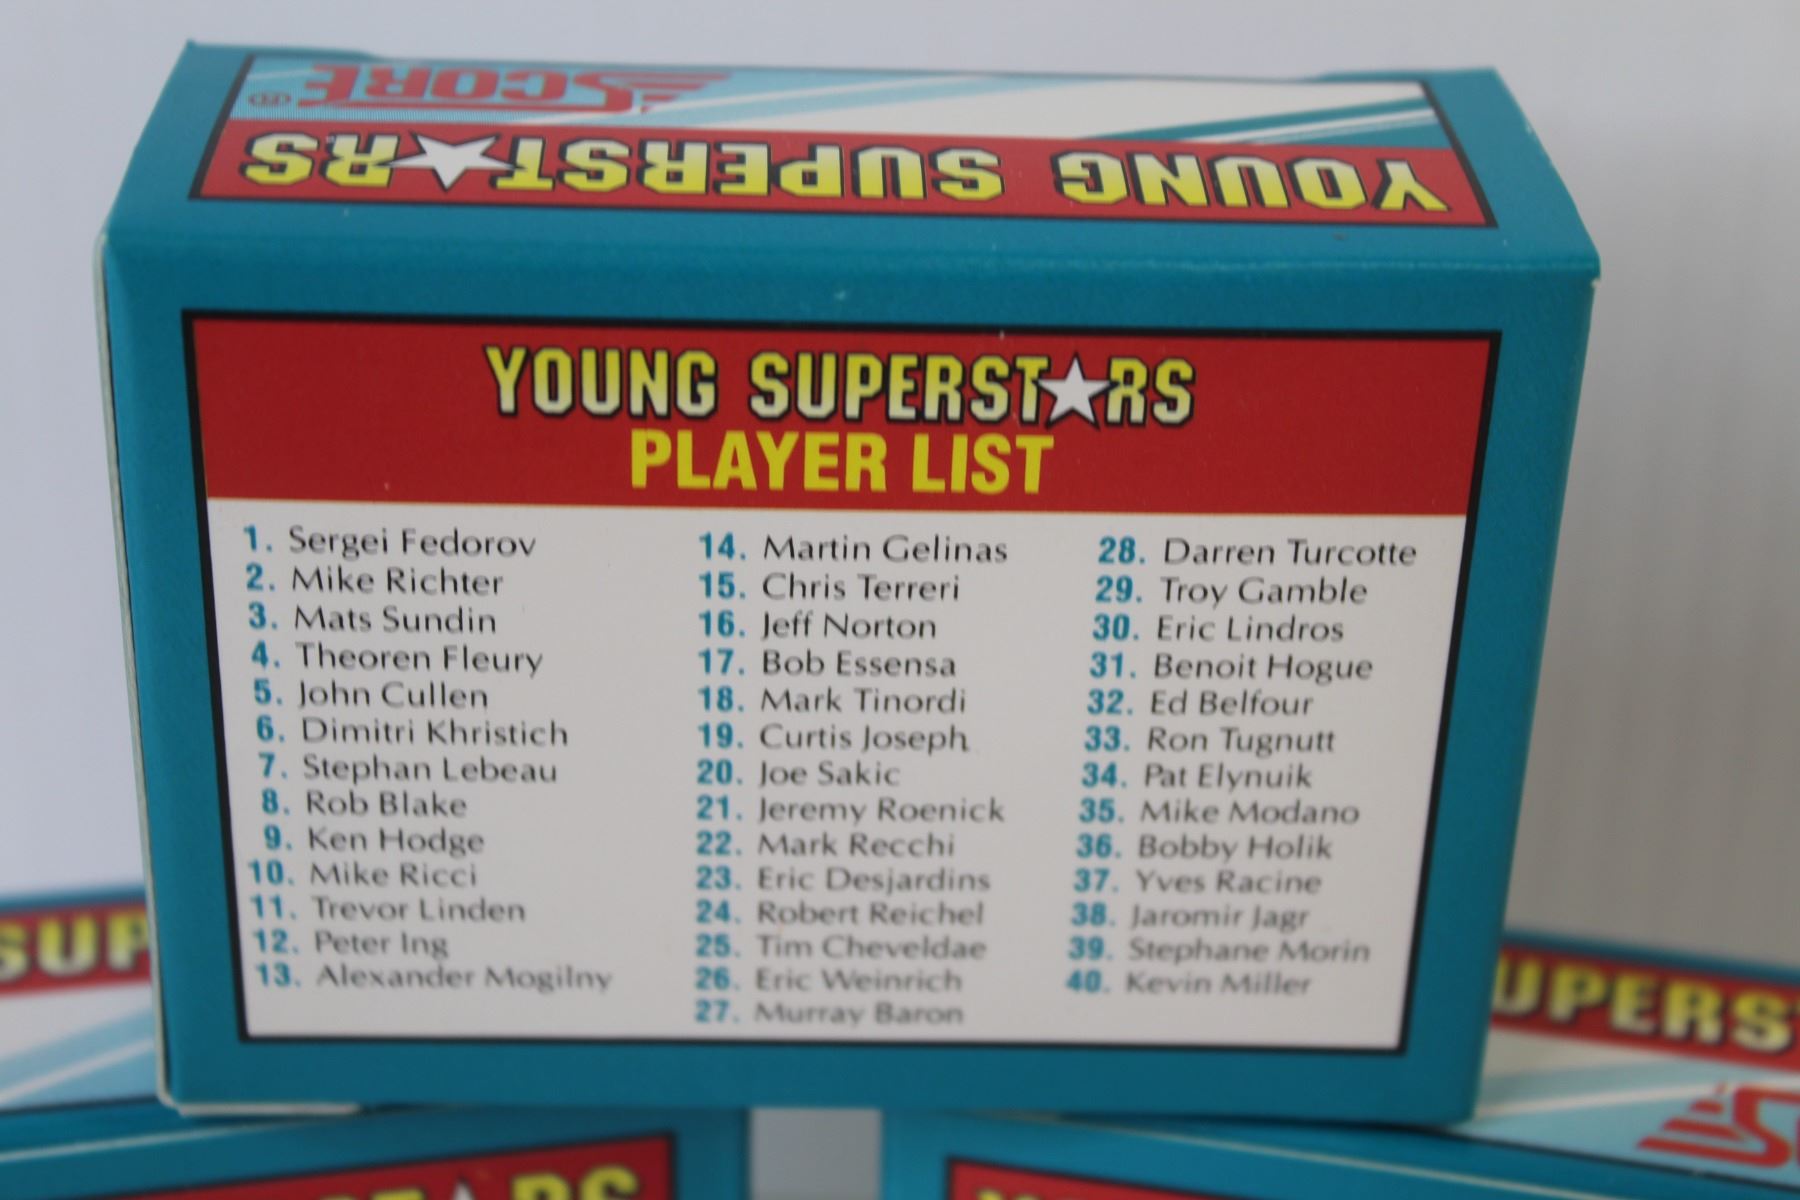 SCORE ®
YOUNG SUPERSTARS
YOUNG SUPERST★RS
PLAYER LIST
1. Sergei Fedorov
2. Mike Richter
3. Mats Sundin
4. Theoren Fleury
5. John Cullen
6. Dimitri Khristich
7. Stephan Lebeau
8. Rob Blake
9. Ken Hodge
10. Mike Ricci
11. Trevor Linden
12. Peter Ing
13. Alexander Mogilny
14. Martin Gelinas
15. Chris Terreri
16. Jeff Norton
17. Bob Essensa
18. Mark Tinordi
19. Curtis Joseph
20. Joe Sakic
21. Jeremy Roenick
22. Mark Recchi
23. Eric Desjardins
24. Robert Reichel
25. Tim Cheveldae
26. Eric Weinrich
27. Murray Baron
28. Darren Turcotte
29. Troy Gamble
30. Eric Lindros
31. Benoit Hogue
32. Ed Belfour
33. Ron Tugnutt
34. Pat Elynuik
35. Mike Modano
36. Bobby Holik
37. Yves Racine
38. Jaromir Jagr
39. Stephane Morin
40. Kevin Miller
SUP
UPERS